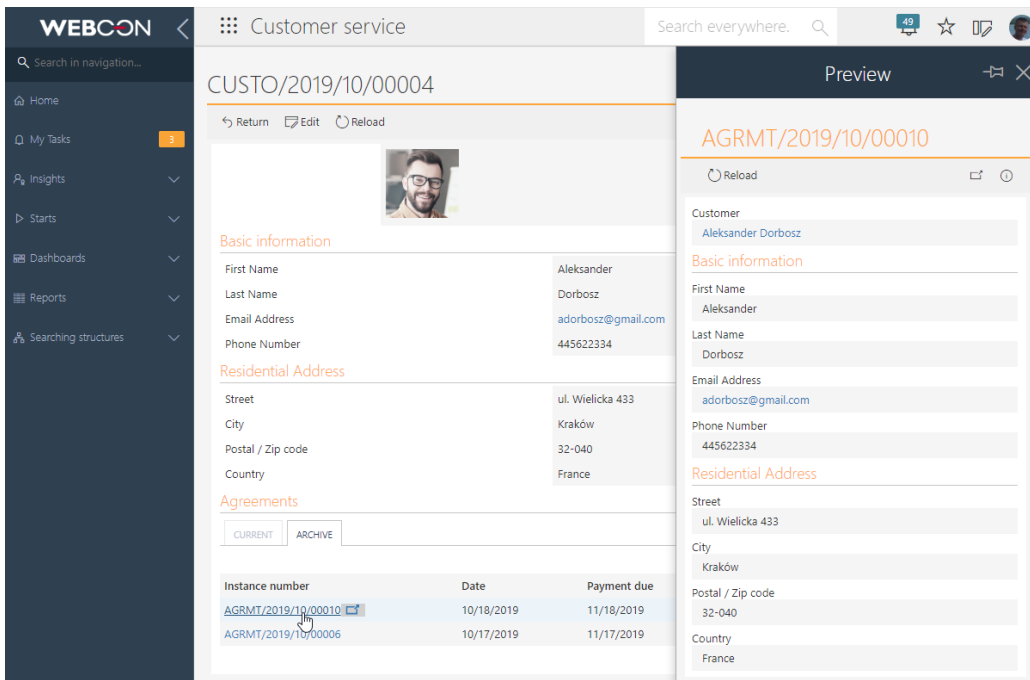 WEBCON
Search in navigation...
Home
My Tasks
3
Insights
Starts
Dashboards
Reports
Searching structures
Customer service
Search everywhere.
49
CUSTO/2019/10/00004
Return Edit Reload
Basic information
First Name Aleksander
Last Name Dorbosz
Email Address adorbosz@gmail.com
Phone Number 445622334
Residential Address
Street ul. Wielicka 433
City Kraków
Postal / Zip code 32-040
Country France
Agreements
CURRENT ARCHIVE
Instance number Date Payment due
AGRMT/2019/10/00010 10/18/2019 11/18/2019
AGRMT/2019/10/00006 10/17/2019 11/17/2019
Preview
AGRMT/2019/10/00010
Reload
Customer
Aleksander Dorbosz
Basic information
First Name
Aleksander
Last Name
Dorbosz
Email Address
adorbosz@gmail.com
Phone Number
445622334
Residential Address
Street
ul. Wielicka 433
City
Kraków
Postal / Zip code
32-040
Country
France